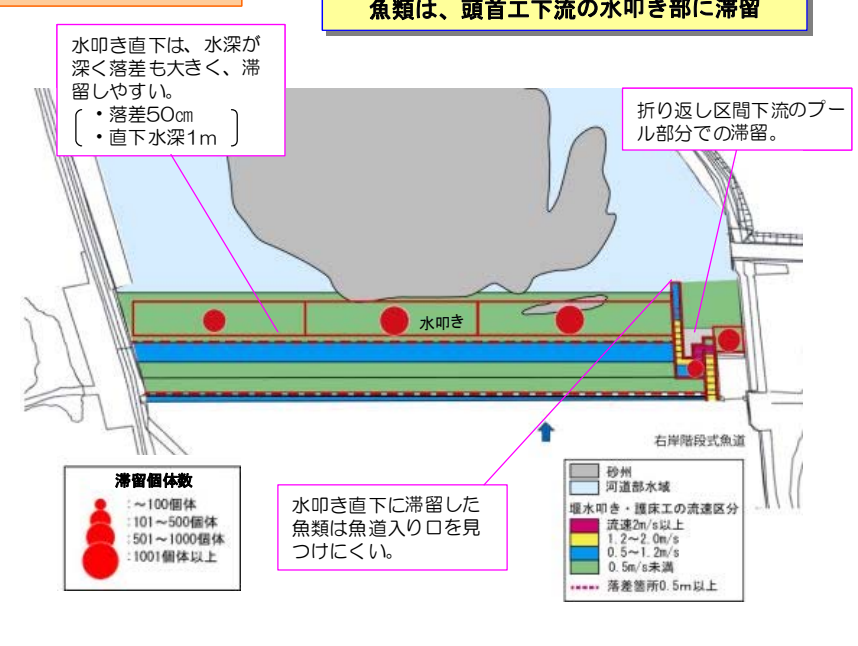 魚類は、頭首工下流の水叩き部に滞留
水叩き直下は、水深が
深く落差も大きく、滞
留しやすい。
・落差50㎝
・直下水深1m
折り返し区間下流のプー
ル部分での滞留。
水叩き
右岸階段式魚道
滞留個体数
:～100個体
:101～500個体
:501～1000個体
:1001個体以上
水叩き直下に滞留した
魚類は魚道入り口を見
つけにくい。
砂州
河道部水域
堰水叩き・護床工の流速区分
流速2m/s以上
1.2～2.0m/s
0.5～1.2m/s
0.5m/s未満
落差箇所0.5m以上